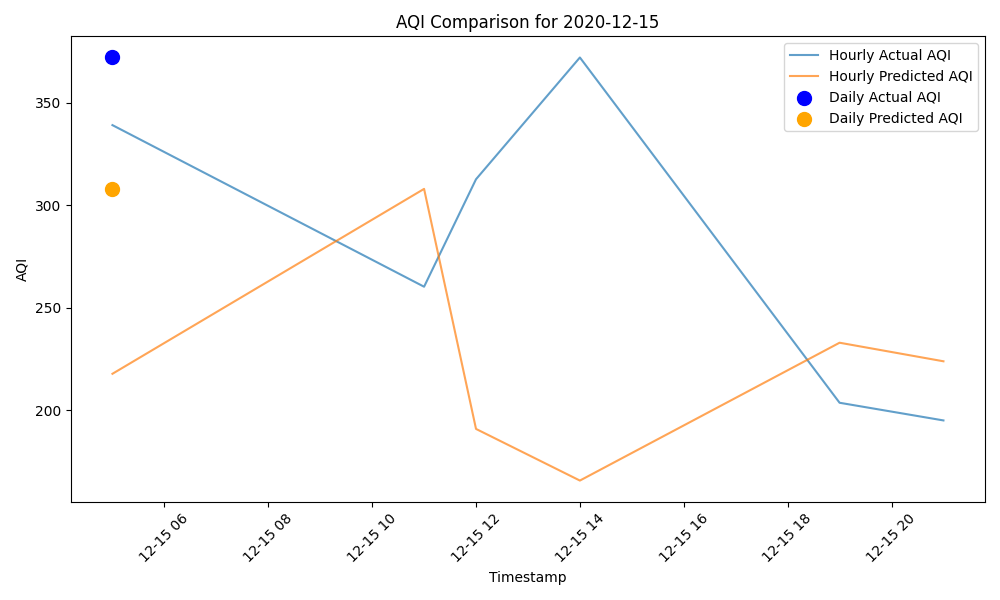 AQI Comparison for 2020-12-15
Hourly Actual AQI
Hourly Predicted AQI
Daily Actual AQI
Daily Predicted AQI
AQI
350
300
250
200
12-15 06
12-15 08
12-15 10
12-15 12
12-15 14
12-15 16
12-15 18
12-15 20
Timestamp